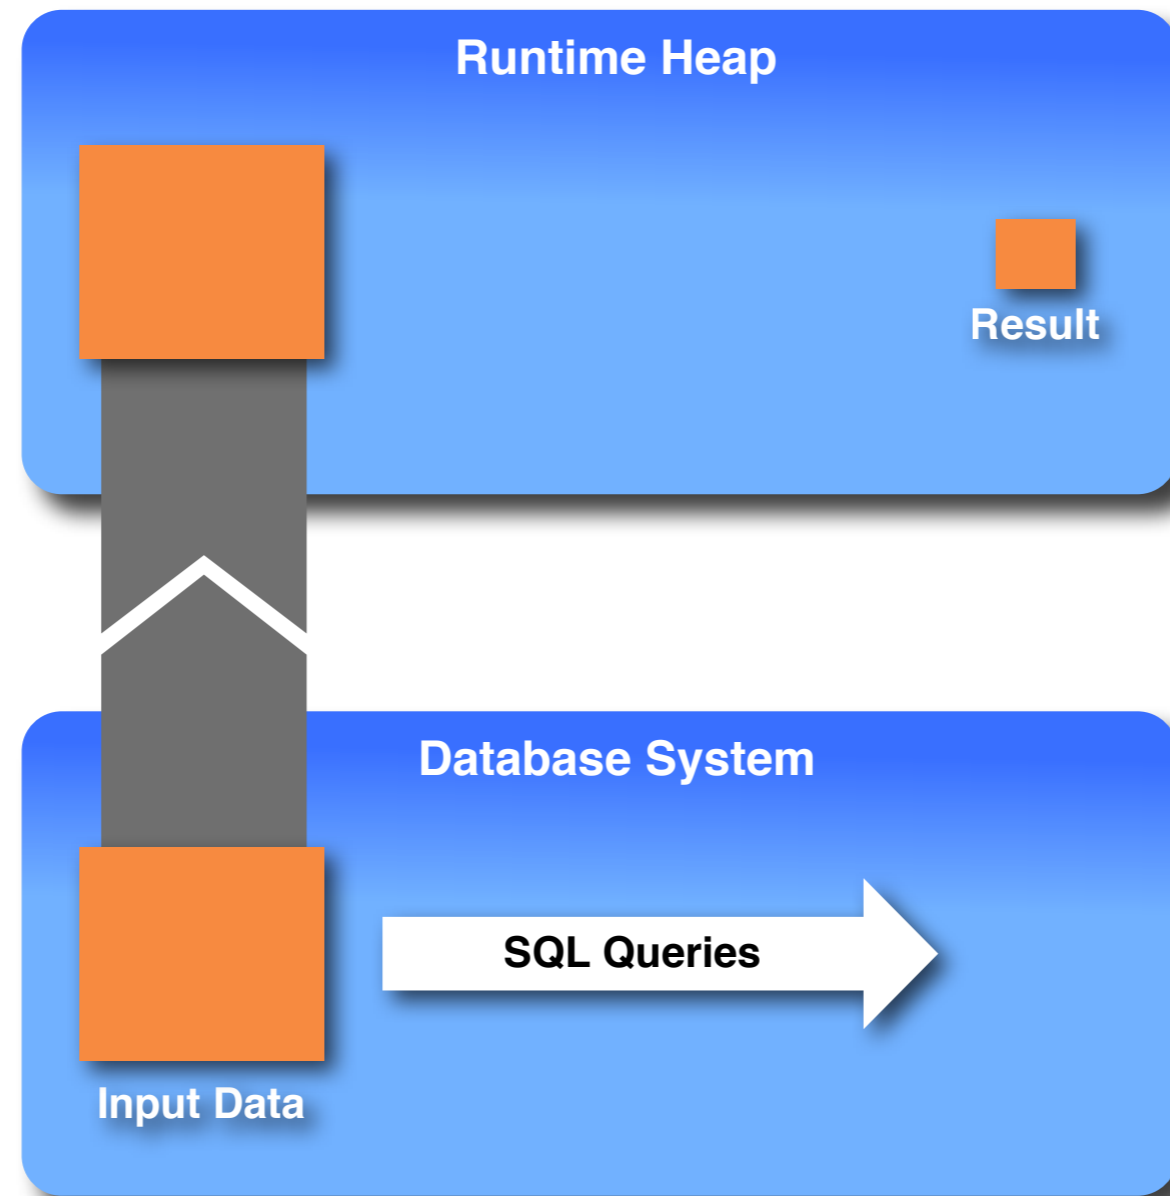 Runtime Heap
Result
Database System
SQL Queries
Input Data